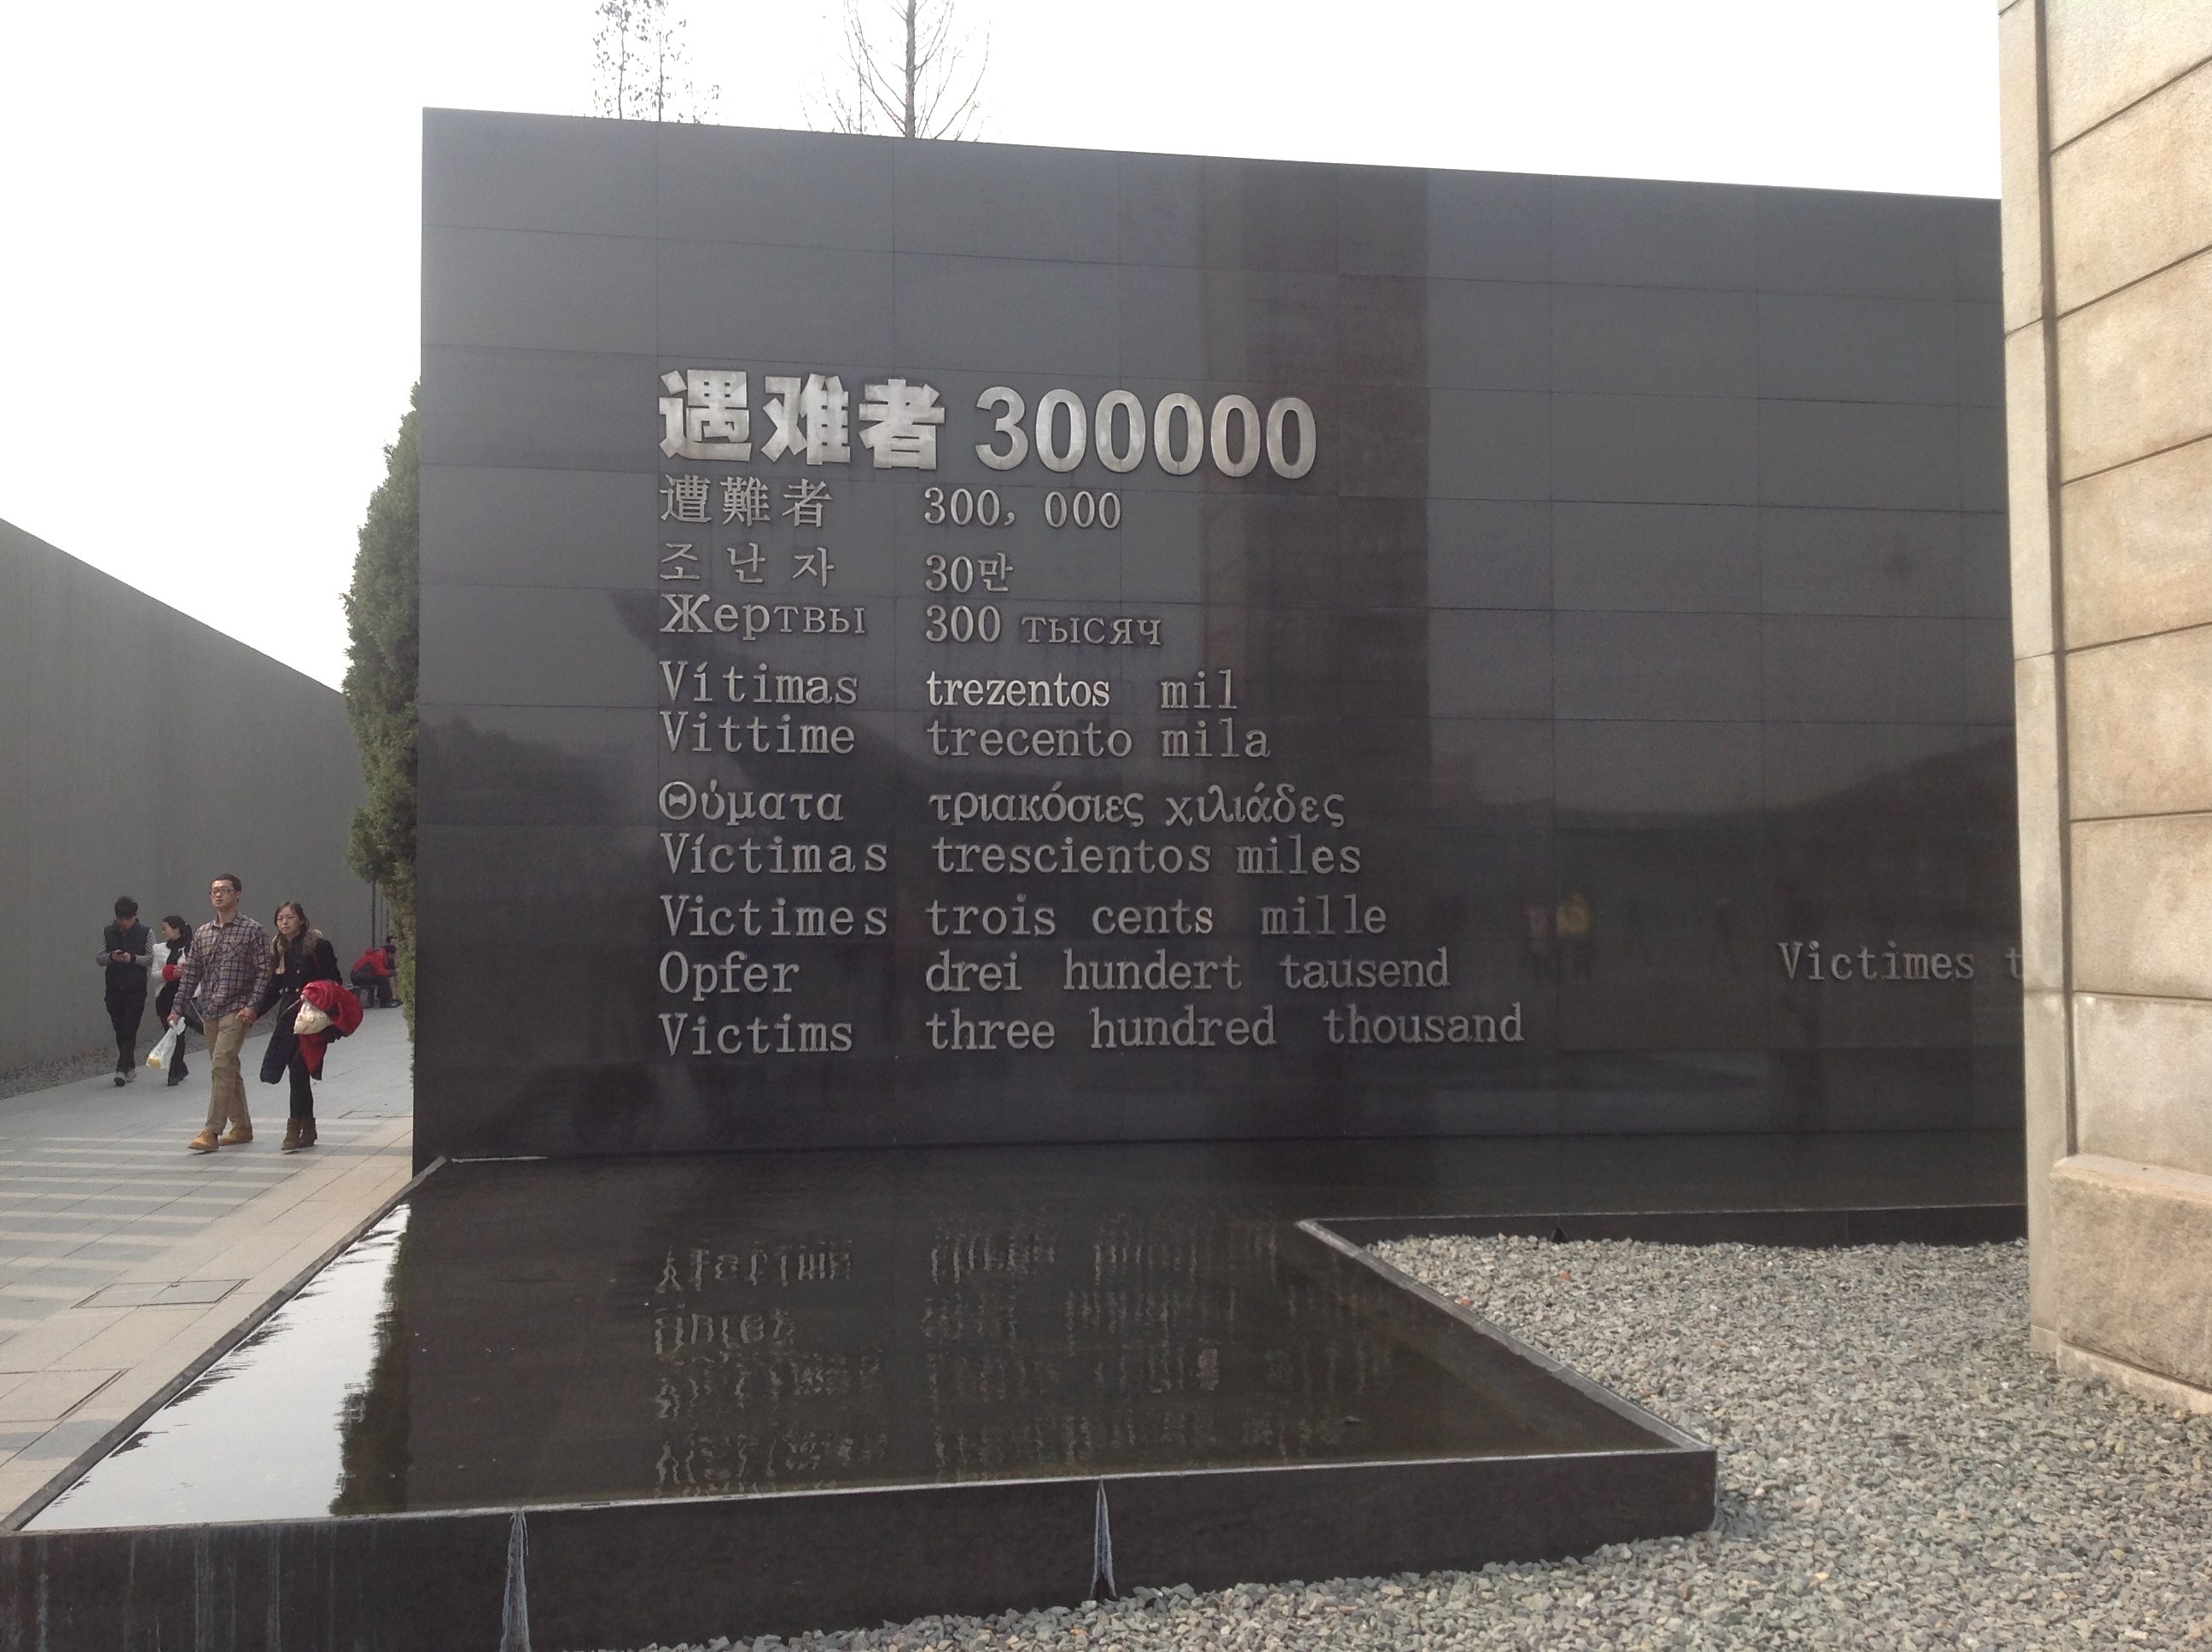 遇难者 300000
遭難者 300, 000
조난자 30만
Жертвы 300 тысяч
Vítimas trezentos mil
Vittime trecento mila
Θύματα τριακόσιες χιλιάδες
Víctimas trescientos miles
Victimes trois cents mille
Opfer drei hundert tausend
Victims three hundred thousand
Victimes